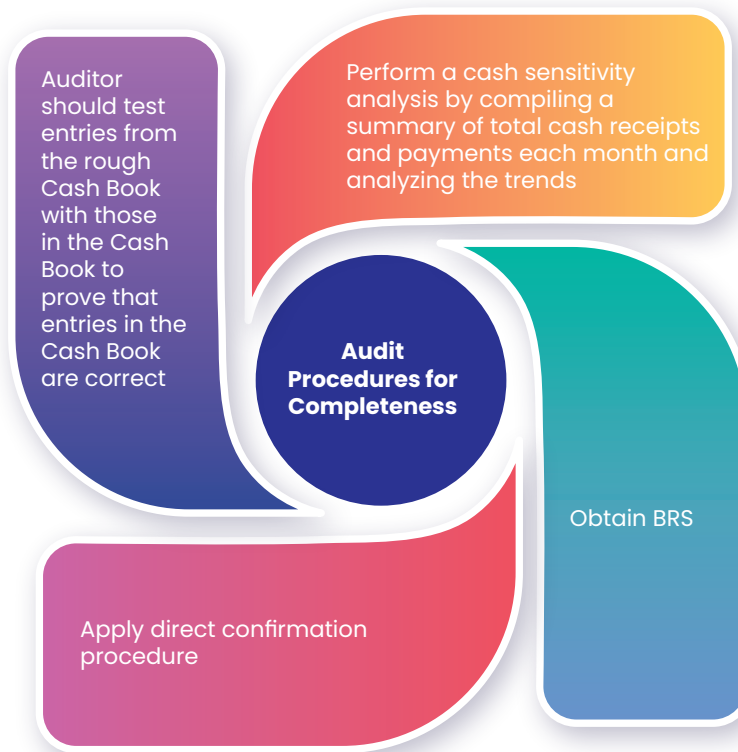 Auditor
should test
entries from
the rough
Cash Book
with those
in the Cash
Book to
prove that
entries in the
Cash Book
are correct
Perform a cash sensitivity
analysis by compiling a
summary of total cash receipts
and payments each month and
analyzing the trends
Audit
Procedures for
Completeness
Obtain BRS
Apply direct confirmation
procedure